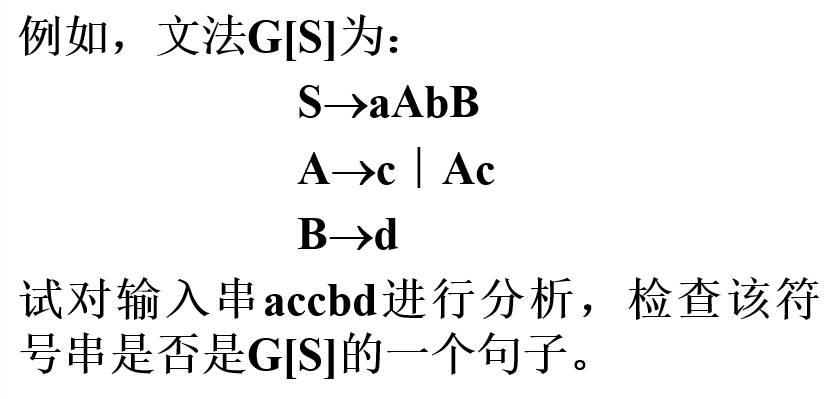 例如，文法G[S]为：
S→aAbB
A→c｜Ac
B→d
试对输入串accbd进行分析，检查该符
号串是否是G[S]的一个句子。